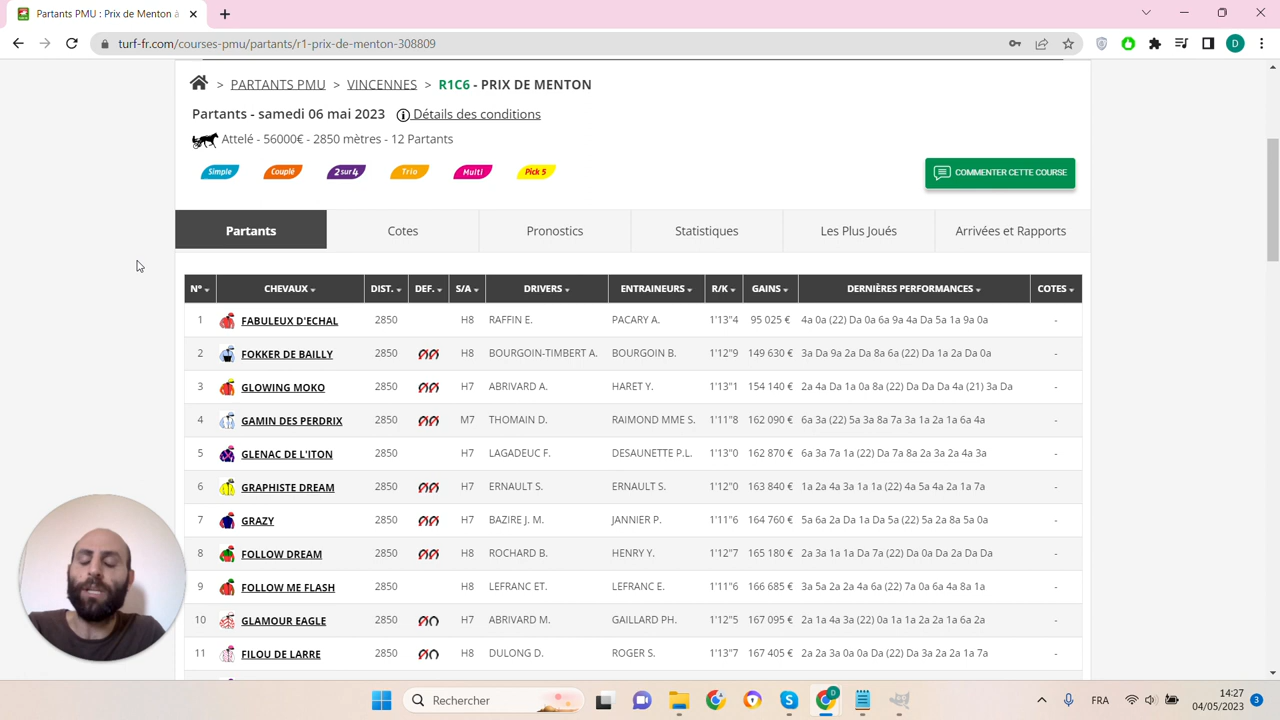 Partants PMU : Prix de Menton à
turf-fr.com/courses-pmu/partants/r1-prix-de-menton-308809
D
> PARTANTS PMU > VINCENNES > R1C6 - PRIX DE MENTON
Partants - samedi 06 mai 2023 Détails des conditions
Attelé - 56000€ - 2850 mètres - 12 Partants
Simple Couplé 2 sur 4 Trio Multi Pick 5
COMMENTER CETTE COURSE
Partants Cotes Pronostics Statistiques Les Plus Joués Arrivées et Rapports
N° CHEVAUX DIST. DEF. S/A DRIVERS ENTRAINEURS R/K GAINS DERNIÈRES PERFORMANCES COTES
1 FABULEUX D'ECHAL 2850 H8 RAFFIN E. PACARY A. 1'13"4 95 025 € 4a 0a (22) Da 0a 6a 9a 4a Da 5a 1a 9a 0a -
2 FOKKER DE BAILLY 2850 H8 BOURGOIN-TIMBERT A. BOURGOIN B. 1'12"9 149 630 € 3a Da 9a 2a Da 8a 6a (22) Da 1a 2a Da 0a -
3 GLOWING MOKO 2850 H7 ABRIVARD A. HARET Y. 1'13"1 154 140 € 2a 4a Da 1a 0a 8a (22) Da Da Da 4a (21) 3a Da -
4 GAMIN DES PERDRIX 2850 M7 THOMAIN D. RAIMOND MME S. 1'11"8 162 090 € 6a 3a (22) 5a 3a 8a 7a 3a 1a 2a 1a 6a 4a -
5 GLENAC DE L'ITON 2850 H7 LAGADEUC F. DESAUNETTE P.L. 1'13"0 162 870 € 6a 3a 7a 1a (22) Da 7a 8a 2a 3a 2a 4a 3a -
6 GRAPHISTE DREAM 2850 H7 ERNAULT S. ERNAULT S. 1'12"0 163 840 € 1a 2a 4a 3a 1a 1a (22) 4a 5a 4a 2a 1a 7a -
7 GRAZY 2850 H7 BAZIRE J. M. JANNIER P. 1'11"6 164 760 € 5a 6a 2a Da 1a Da 5a (22) 5a 2a 8a 5a 0a -
8 FOLLOW DREAM 2850 H8 ROCHARD B. HENRY Y. 1'12"7 165 180 € 2a 3a 1a 1a Da 7a (22) Da Da Da 2a Da Da -
9 FOLLOW ME FLASH 2850 H8 LEFRANC ET. LEFRANC E. 1'11"6 166 685 € 3a 5a 2a 2a 4a 6a (22) 7a 0a 6a 4a 8a 1a -
10 GLAMOUR EAGLE 2850 H7 ABRIVARD M. GAILLARD PH. 1'12"5 167 095 € 2a 1a 4a 3a (22) 0a 1a 1a 2a 2a 1a 6a 2a -
11 FILOU DE LARRE 2850 H8 DULONG D. ROGER S. 1'13"7 167 405 € 2a 2a 3a 0a 0a Da (22) Da 3a 2a 2a 1a 7a -
Rechercher
FRA
14:27
04/05/2023
3